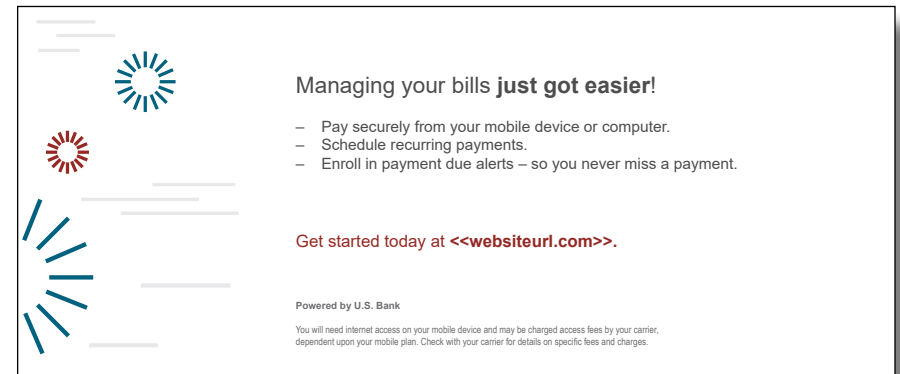 Managing your bills just got easier!
– Pay securely from your mobile device or computer.
– Schedule recurring payments.
– Enroll in payment due alerts – so you never miss a payment.
Get started today at <<websiteurl.com>>.
Powered by U.S. Bank
You will need internet access on your mobile device and may be charged access fees by your carrier,
dependent upon your mobile plan. Check with your carrier for details on specific fees and charges.